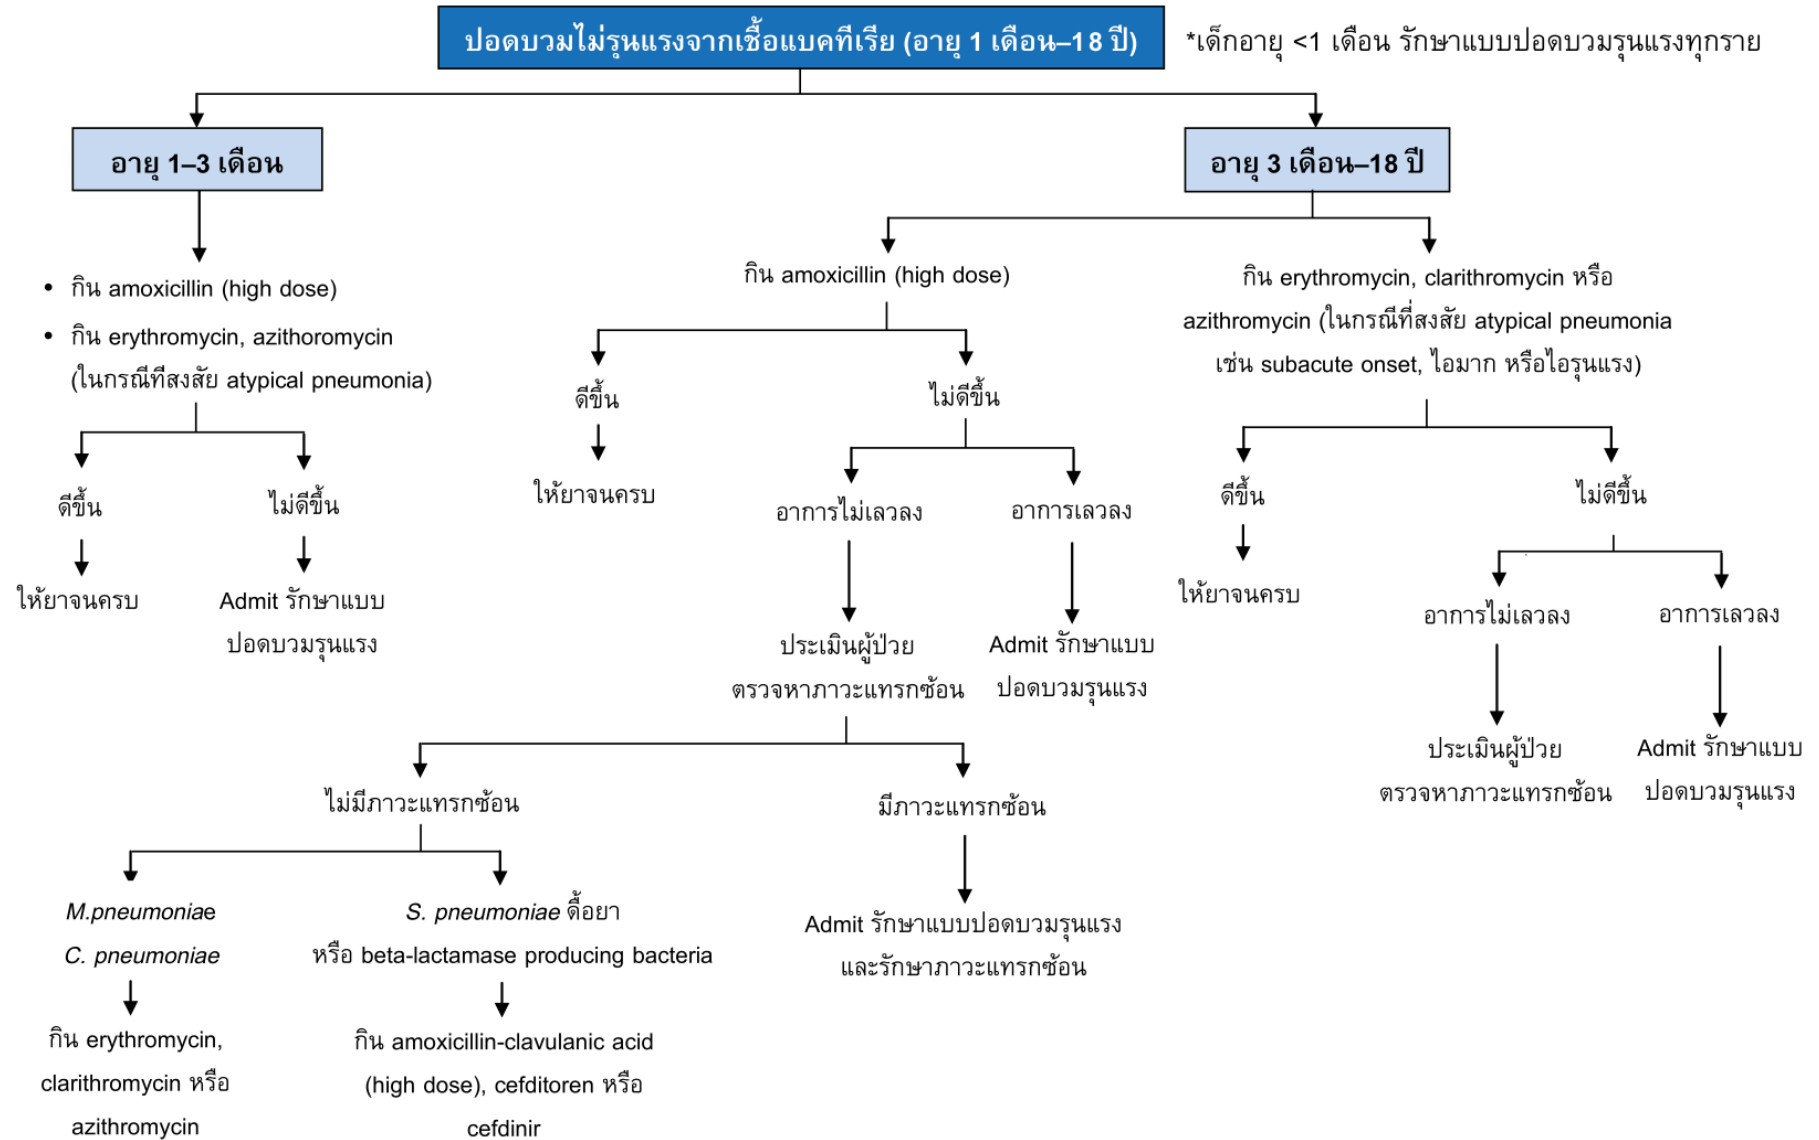 ปอดบวมไม่รุนแรงจากเชื้อแบคทีเรีย (อายุ 1 เดือน–18 ปี)
*เด็กอายุ <1 เดือน รักษาแบบปอดบวมรุนแรงทุกราย
อายุ 1–3 เดือน
• กิน amoxicillin (high dose)
• กิน erythromycin, azithoromycin
(ในกรณีที่สงสัย atypical pneumonia)
ดีขึ้น
ให้ยาจนครบ
ไม่ดีขึ้น
Admit รักษาแบบ
ปอดบวมรุนแรง
อายุ 3 เดือน–18 ปี
กิน amoxicillin (high dose)
ดีขึ้น
ให้ยาจนครบ
ไม่ดีขึ้น
อาการไม่เลวลง
ประเมินผู้ป่วย
ตรวจหาภาวะแทรกซ้อน
ไม่มีภาวะแทรกซ้อน
M.pneumoniae
C. pneumoniae
กิน erythromycin,
clarithromycin หรือ
azithromycin
S. pneumoniae ดื้อยา
หรือ beta-lactamase producing bacteria
กิน amoxicillin-clavulanic acid
(high dose), cefditoren หรือ
cefdinir
มีภาวะแทรกซ้อน
Admit รักษาแบบปอดบวมรุนแรง
และรักษาภาวะแทรกซ้อน
อาการเลวลง
Admit รักษาแบบ
ปอดบวมรุนแรง
กิน erythromycin, clarithromycin หรือ
azithromycin (ในกรณีที่สงสัย atypical pneumonia
เช่น subacute onset, ไอมาก หรือไอรุนแรง)
ดีขึ้น
ให้ยาจนครบ
ไม่ดีขึ้น
อาการไม่เลวลง
ประเมินผู้ป่วย
ตรวจหาภาวะแทรกซ้อน
อาการเลวลง
Admit รักษาแบบ
ปอดบวมรุนแรง